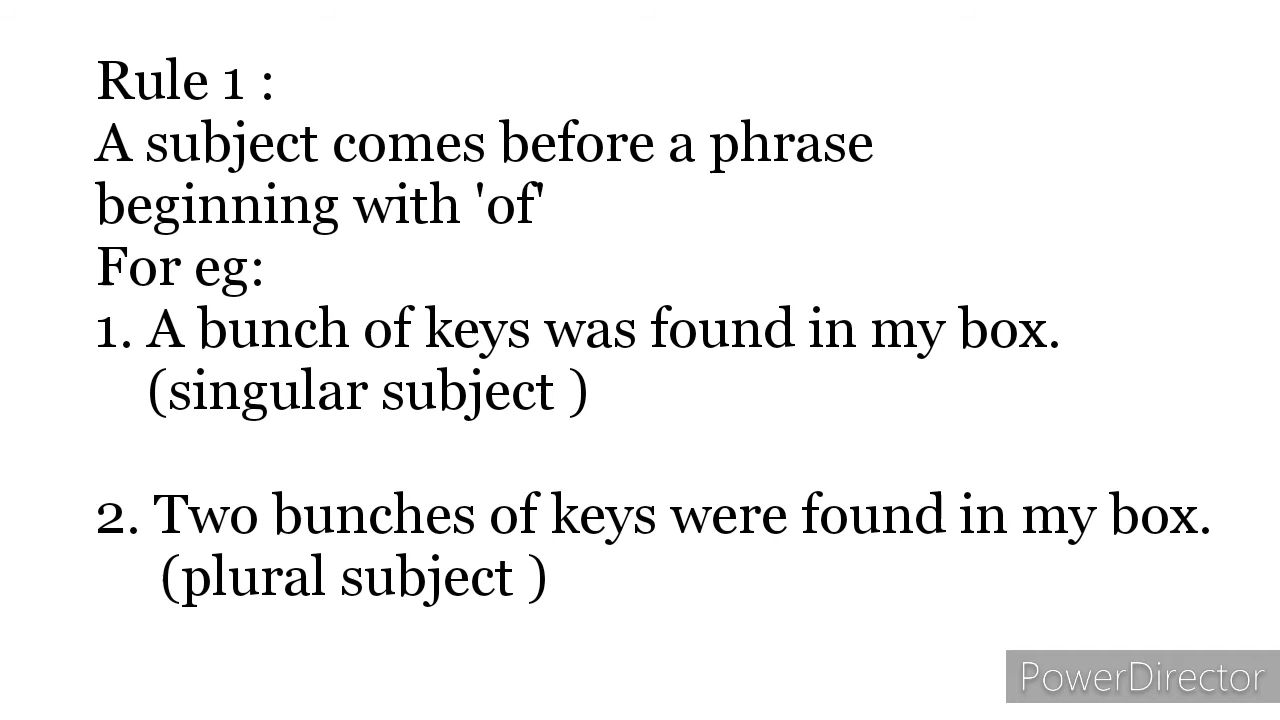 Rule 1 :
A subject comes before a phrase
beginning with 'of'
For eg:
1. A bunch of keys was found in my box.
(singular subject )
2. Two bunches of keys were found in my box.
(plural subject )
PowerDirector